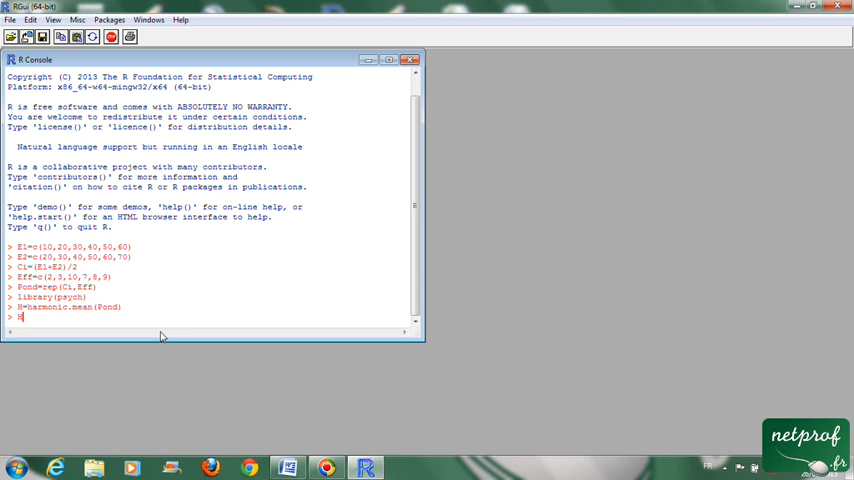 RGui (64-bit)
File Edit View Misc Packages Windows Help
R Console
Copyright (C) 2013 The R Foundation for Statistical Computing
Platform: x86_64-w64-mingw32/x64 (64-bit)
R is free software and comes with ABSOLUTELY NO WARRANTY.
You are welcome to redistribute it under certain conditions.
Type 'license()' or 'licence()' for distribution details.
Natural language support but running in an English locale
R is a collaborative project with many contributors.
Type 'contributors()' for more information and
'citation()' on how to cite R or R packages in publications.
Type 'demo()' for some demos, 'help()' for on-line help, or
'help.start()' for an HTML browser interface to help.
Type 'q()' to quit R.
> E1=c(10,20,30,40,50,60)
> E2=c(20,30,40,50,60,70)
> Ci=(E1+E2)/2
> Eff=c(2,3,10,7,8,9)
> Pond=rep(Ci,Eff)
> library(psych)
> H=harmonic.mean(Pond)
> H
netprof
.fr
FR